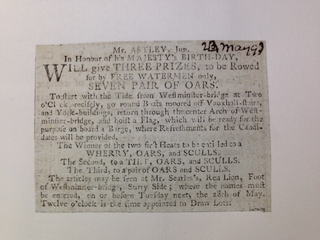 23 May 98
Mr. ASTLEY, Jun.
In Honour of his MAJESTY's BIRTH-DAY,
WILL give THREE PRIZES, to be Rowed
for by FREE WATERMEN only,
SEVEN PAIR OF OARS.
To start with the Tide from Westminster-bridge at Two
o'Clock precisely, go round Boats moored off Vauxhall-stairs,
and York-buildings, return through the center Arch of West-
minster-bridge, and hoist a Flag, which will be ready for the
purpose on board a Barge, where Refreshments for the Candi-
dates will be provided.
The Winner of the two first Heats to be entitled to a
WHERRY, OARS, and SCULLS.
The Second, to a TILT, OARS, and SCULLS.
The Third, to a pair of OARS and SCULLS.
The articles may be seen at Mr. Searle's, Red Lion, Foot
of Westminster-bridge, Surry Side; where the names must
be entered, on or before Tuesday next, the 28th of May.
Twelve o'clock is the time appointed to Draw Lots.